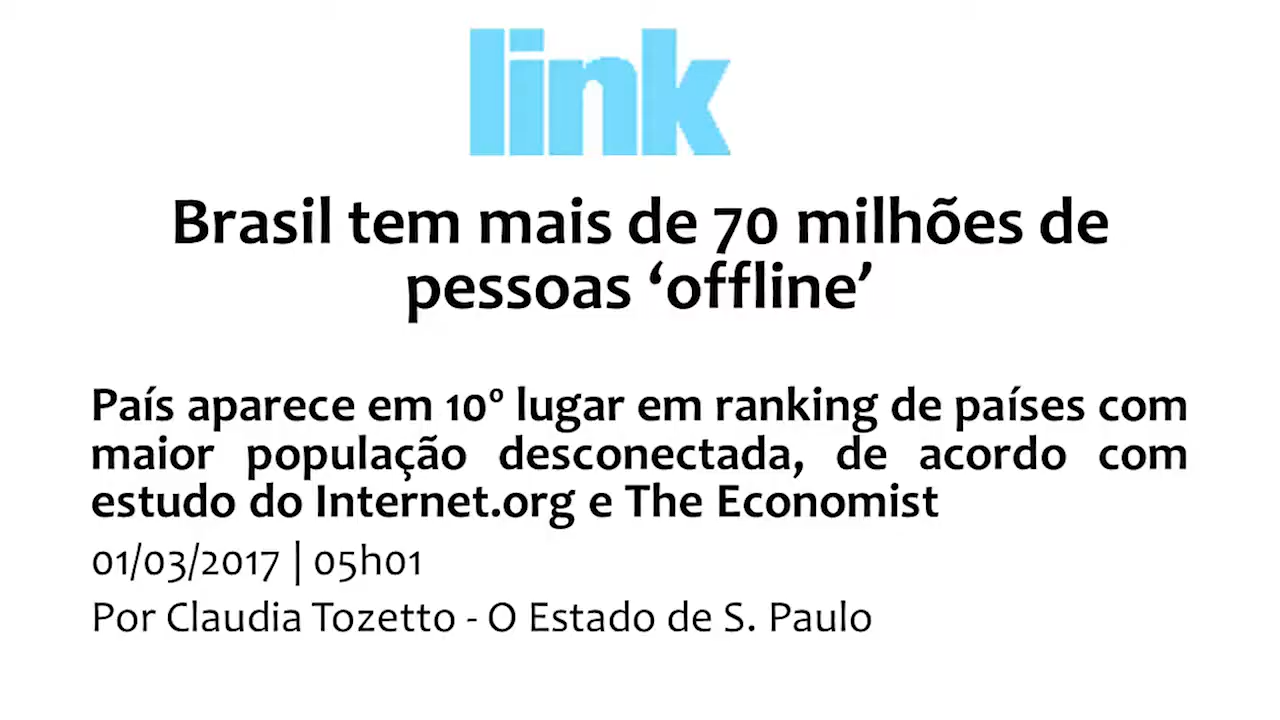 link
Brasil tem mais de 70 milhões de
pessoas ‘offline’
País aparece em 10º lugar em ranking de países com
maior população desconectada, de acordo com
estudo do Internet.org e The Economist
01/03/2017 | 05h01
Por Claudia Tozetto - O Estado de S. Paulo